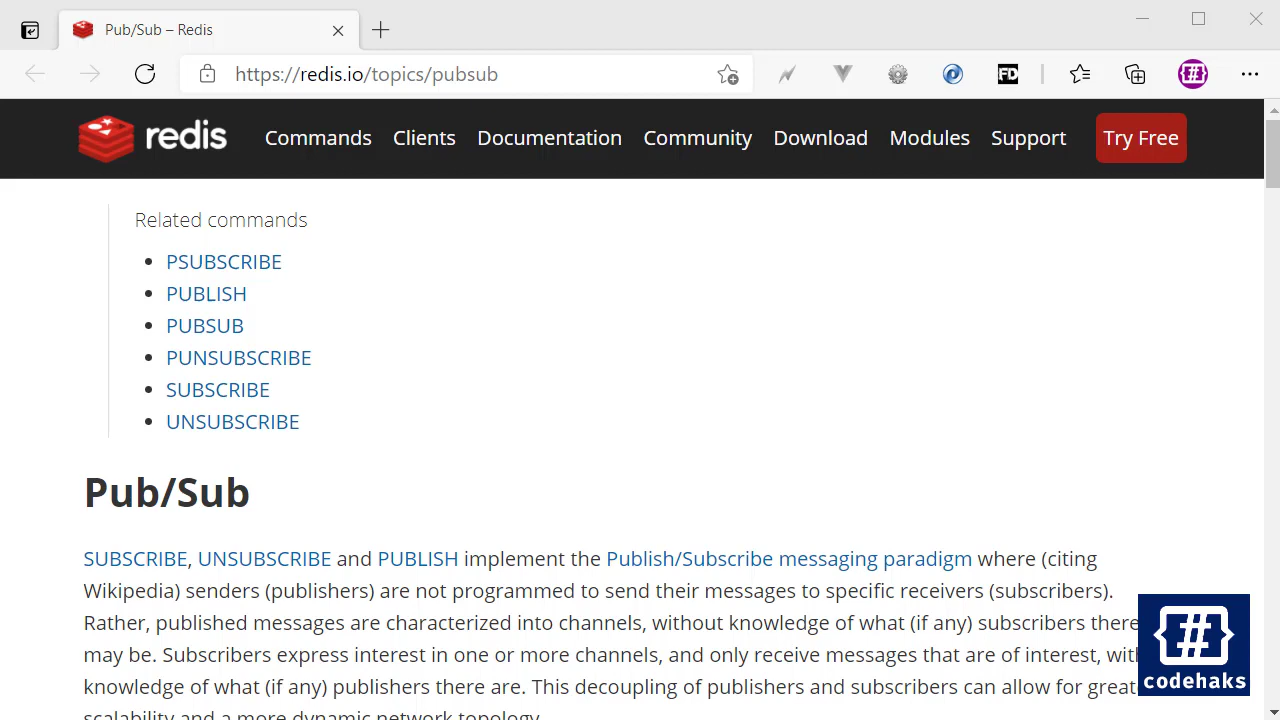 Pub/Sub – Redis
https://redis.io/topics/pubsub
FD
{#}
redis
Commands
Clients
Documentation
Community
Download
Modules
Support
Try Free
Related commands
• PSUBSCRIBE
• PUBLISH
• PUBSUB
• PUNSUBSCRIBE
• SUBSCRIBE
• UNSUBSCRIBE
Pub/Sub
SUBSCRIBE, UNSUBSCRIBE and PUBLISH implement the Publish/Subscribe messaging paradigm where (citing
Wikipedia) senders (publishers) are not programmed to send their messages to specific receivers (subscribers).
Rather, published messages are characterized into channels, without knowledge of what (if any) subscribers there
may be. Subscribers express interest in one or more channels, and only receive messages that are of interest, wit
knowledge of what (if any) publishers there are. This decoupling of publishers and subscribers can allow for great
scalability and a more dynamic network topology.
{#}
codehaks